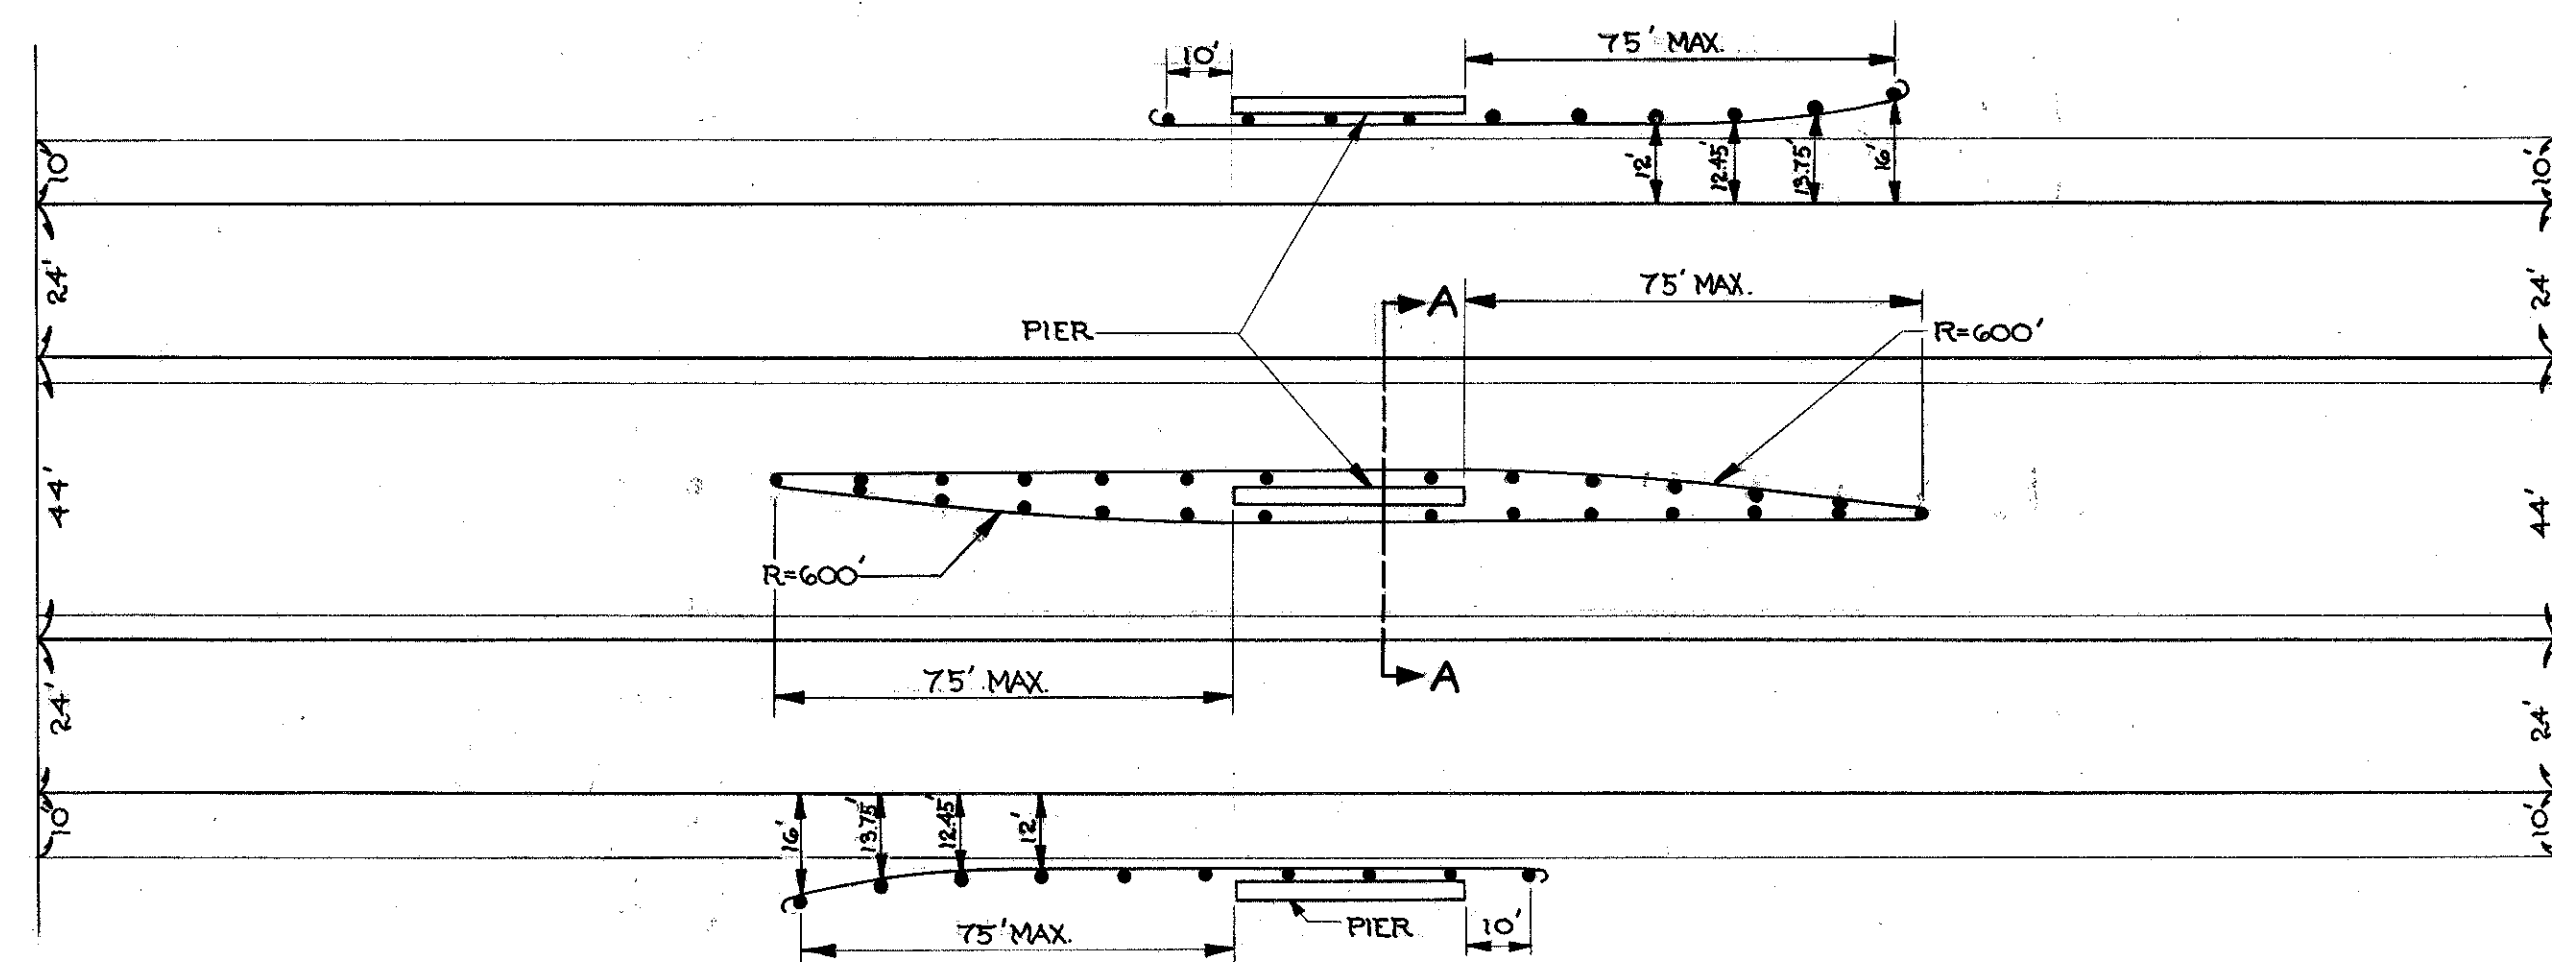 75' MAX.
10'
10'
12'
12.45'
13.75'
16'
10'
24'
75' MAX.
24'
A
PIER
R=600'
44'
44'
R=600'
75' MAX.
A
24'
24'
10'
16'
13.75'
12.45'
12'
10'
75' MAX.
PIER
10'